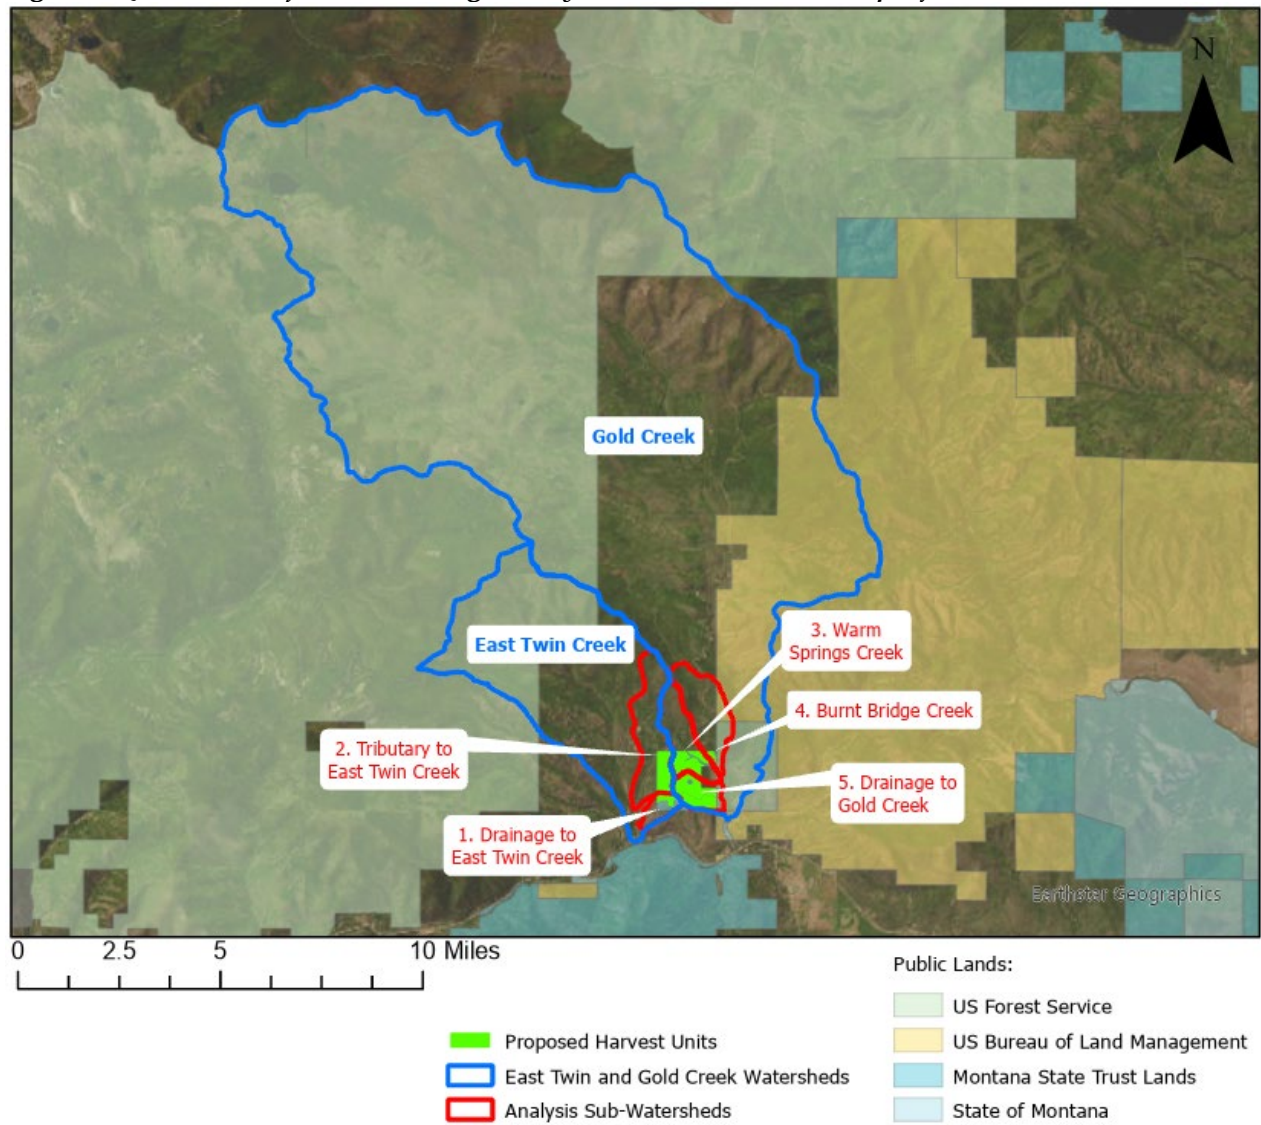 N
Gold Creek
East Twin Creek
3. Warm
Springs Creek
4. Burnt Bridge Creek
2. Tributary to
East Twin Creek
5. Drainage to
Gold Creek
1. Drainage to
East Twin Creek
Earthstar Geographics
0 2.5 5 10 Miles
Public Lands:
US Forest Service
Proposed Harvest Units
US Bureau of Land Management
East Twin and Gold Creek Watersheds
Montana State Trust Lands
Analysis Sub-Watersheds
State of Montana